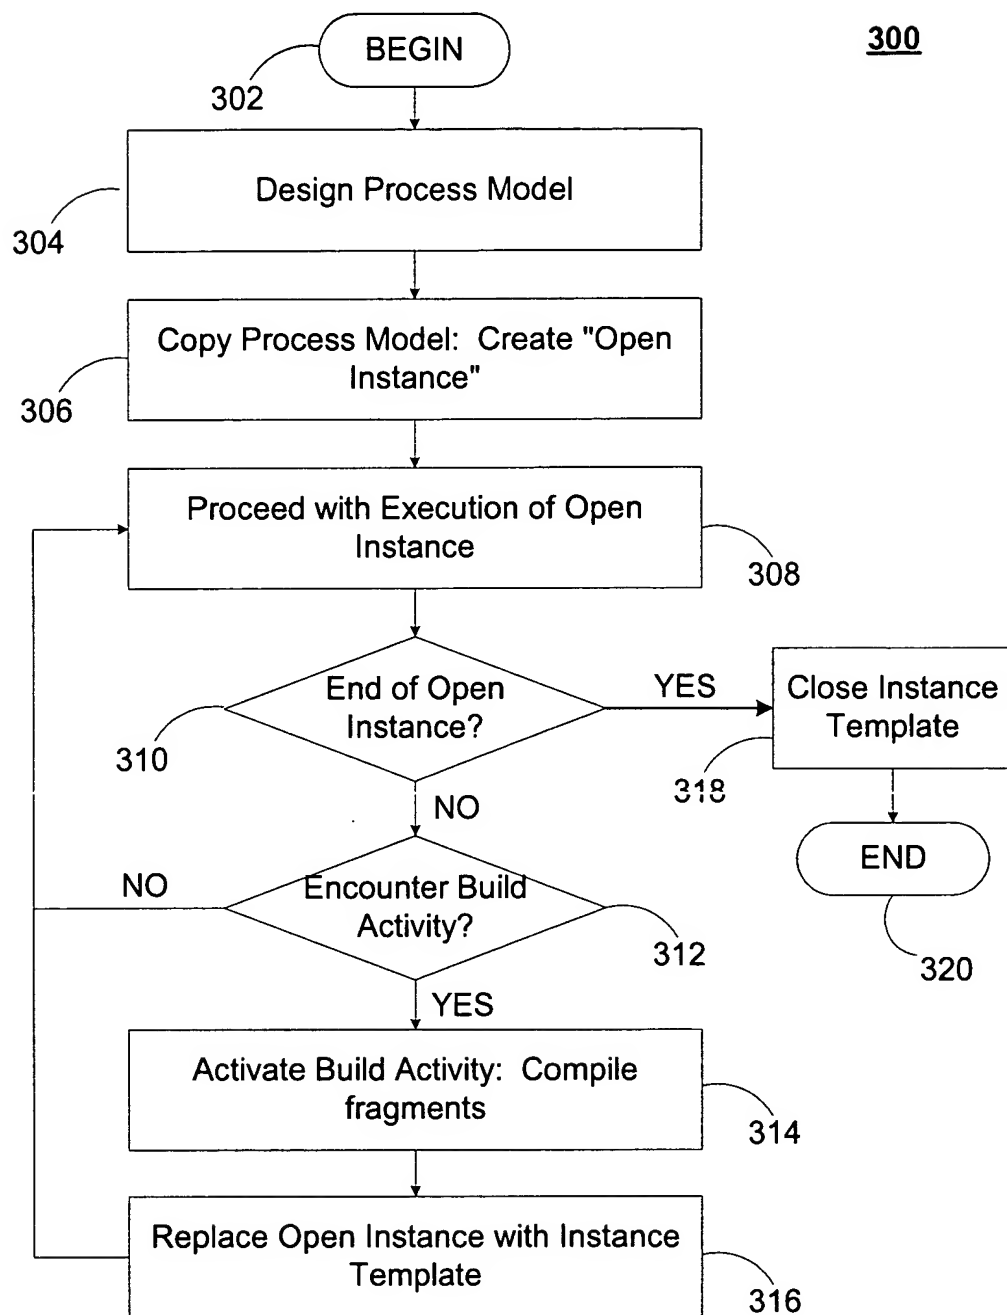 300
BEGIN
302
Design Process Model
304
Copy Process Model: Create "Open
Instance"
306
Proceed with Execution of Open
Instance
308
End of Open
Instance?
310
YES
Close Instance
Template
318
NO
END
320
NO
Encounter Build
Activity?
312
YES
Activate Build Activity: Compile
fragments
314
Replace Open Instance with Instance
Template
316